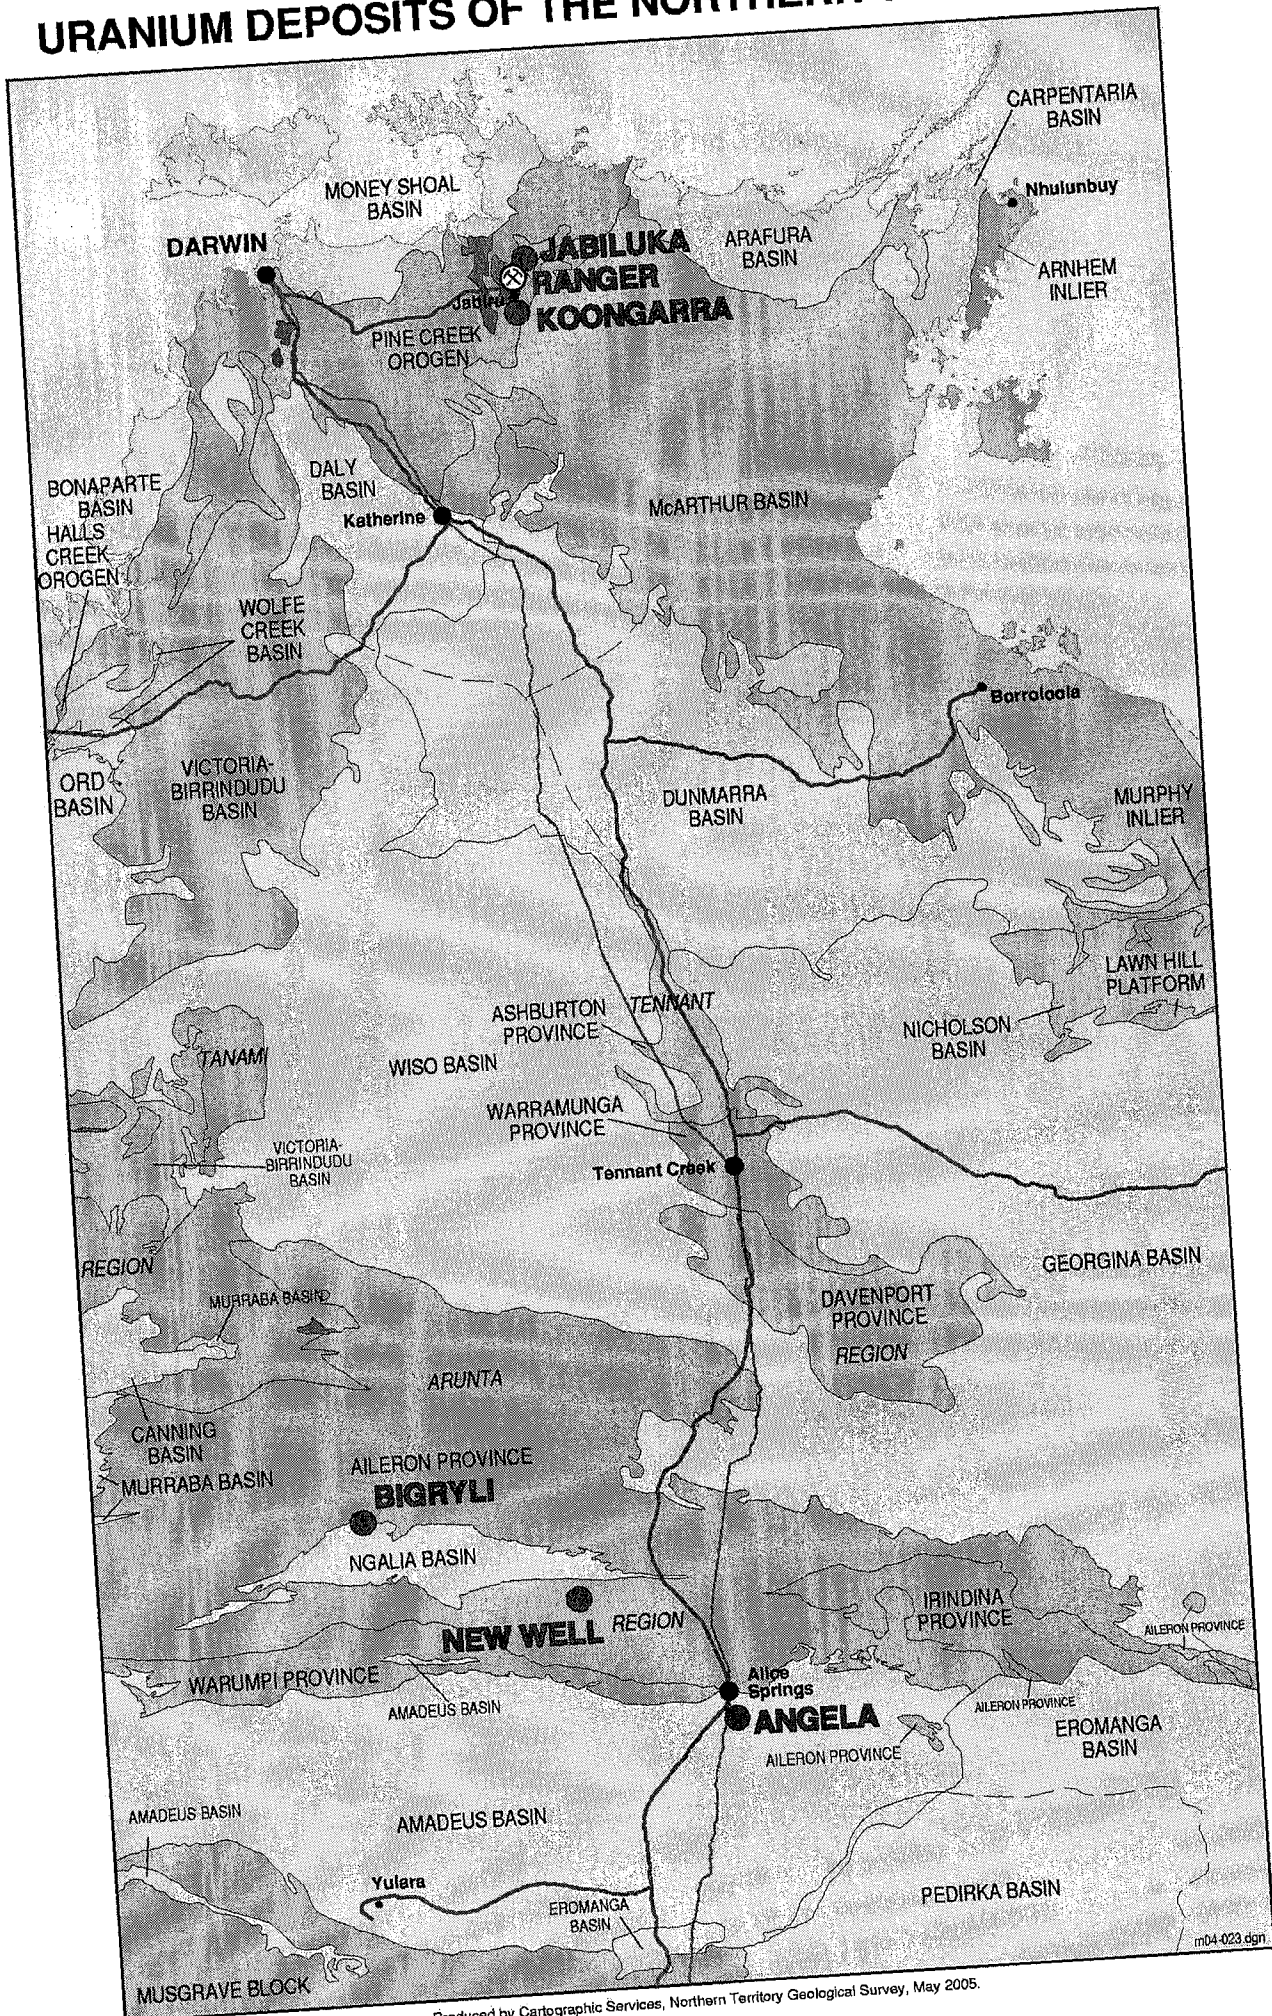 URANIUM DEPOSITS OF THE NORTHERN
CARPENTARIA
BASIN
MONEY SHOAL
BASIN
Nhulunbuy
DARWIN
JABILUKA
ARAFURA
BASIN
RANGER
ARNHEM
INLIER
Jabiru
KOONGARRA
PINE CREEK
OROGEN
DALY
BASIN
BONAPARTE
BASIN
McARTHUR BASIN
Katherine
HALLS
CREEK
OROGEN
WOLFE
CREEK
BASIN
Borroloola
ORD
BASIN
VICTORIA-
BIRRINDUDU
BASIN
DUNMARRA
BASIN
MURPHY
INLIER
LAWN HILL
PLATFORM
ASHBURTON
PROVINCE
TENNANT
NICHOLSON
BASIN
TANAMI
WISO BASIN
WARRAMUNGA
PROVINCE
VICTORIA-
BIRRINDUDU
BASIN
Tennant Creek
REGION
GEORGINA BASIN
MURRABA BASIN
DAVENPORT
PROVINCE
REGION
ARUNTA
CANNING
BASIN
AILERON PROVINCE
MURRABA BASIN
BIGRYLI
NGALIA BASIN
IRINDINA
PROVINCE
NEW WELL
REGION
AILERON PROVINCE
WARUMPI PROVINCE
Alice
Springs
AMADEUS BASIN
AILERON PROVINCE
ANGELA
EROMANGA
BASIN
AILERON PROVINCE
AMADEUS BASIN
AMADEUS BASIN
Yulara
EROMANGA
BASIN
PEDIRKA BASIN
m04-023.dgn
MUSGRAVE BLOCK
Produced by Cartographic Services, Northern Territory Geological Survey, May 2005.